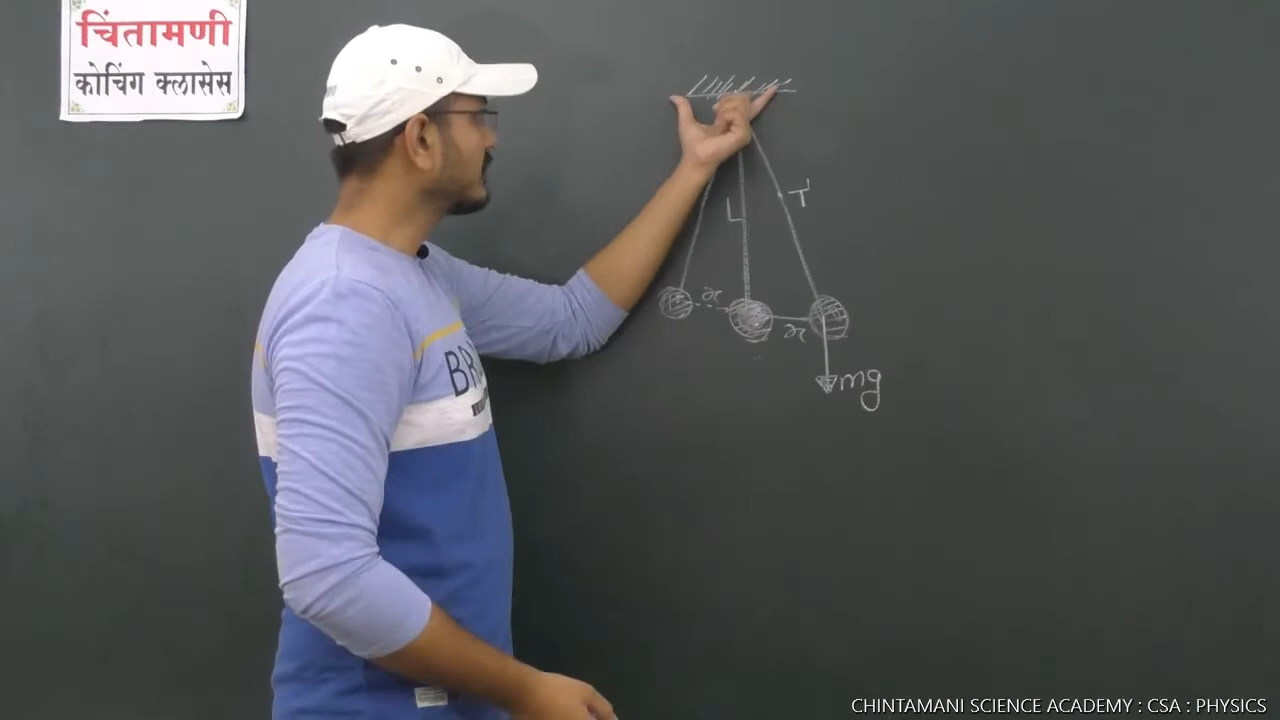 चिंतामणी
कोचिंग क्लासेस
T'
L
x
x
mg
CHINTAMANI SCIENCE ACADEMY : CSA : PHYSICS